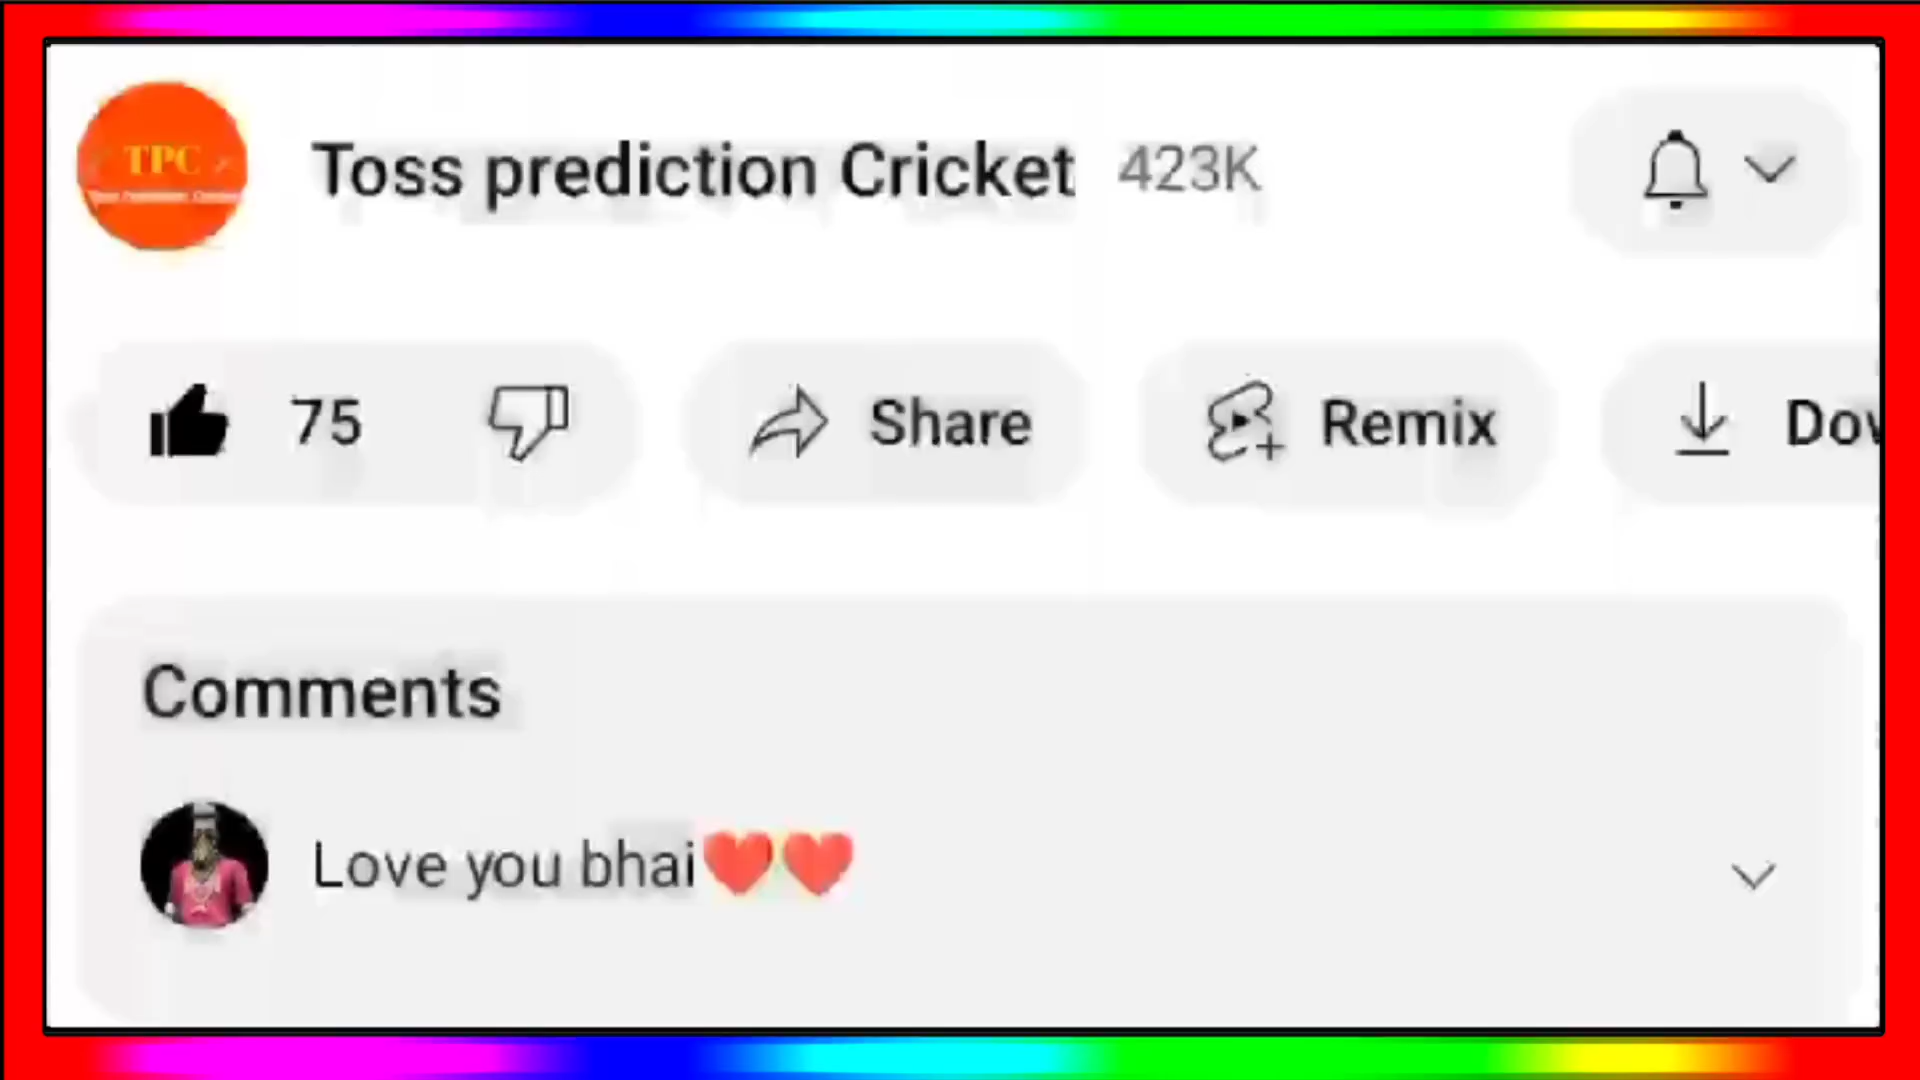 TPC
Toss prediction Cricket 423K
75 Share Remix Dov
Comments
Love you bhai❤️❤️